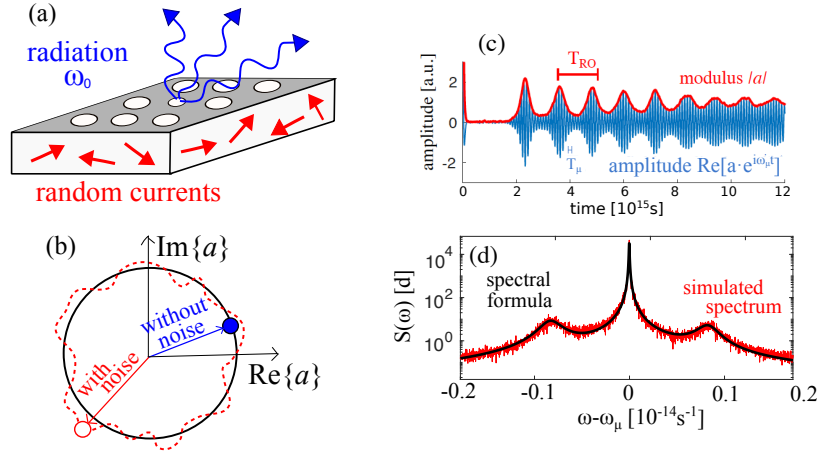 (a)
radiation
ω₀
random currents
(b)
Im{a}
without
noise
with
noise
Re{a}
(c)
T_RO
modulus |a|
amplitude [a.u.]
2
0
-2
T_μ
amplitude Re[a·e^{iω_μt}]
0
2
4
6
8
10
12
time [10¹⁵s]
(d)
S(ω) [d]
10⁴
10²
10⁰
spectral
formula
simulated
spectrum
-0.2
-0.1
0
0.1
0.2
ω-ω_μ [10⁻¹⁴s⁻¹]